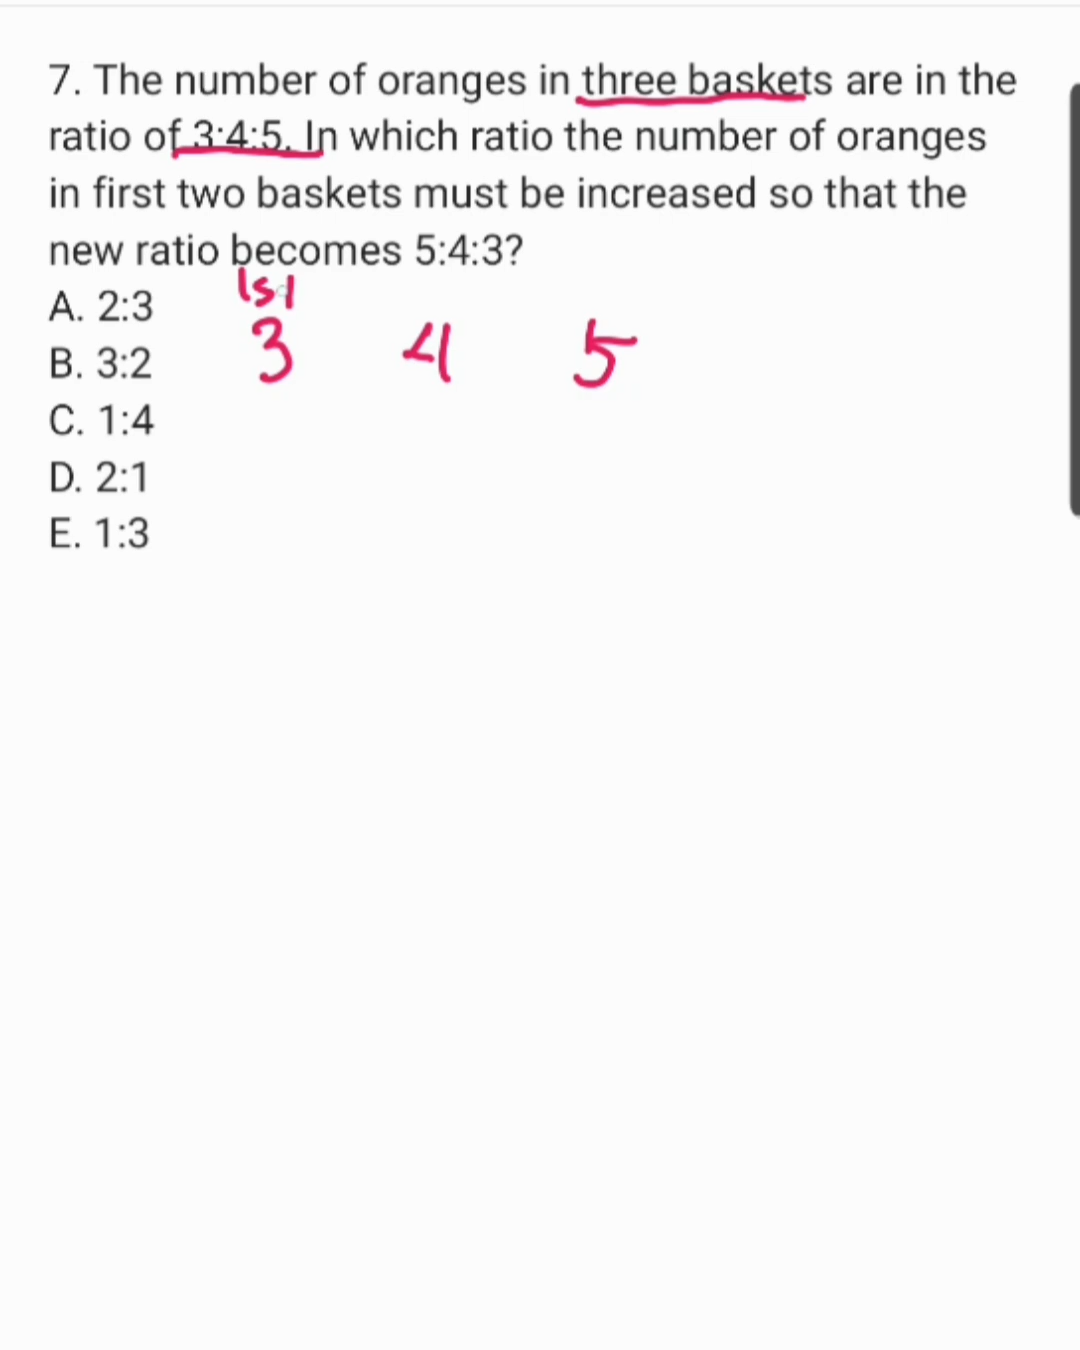 7. The number of oranges in three baskets are in the
ratio of 3:4:5. In which ratio the number of oranges
in first two baskets must be increased so that the
new ratio becomes 5:4:3?
A. 2:3
B. 3:2
C. 1:4
D. 2:1
E. 1:3
1st
3 4 5